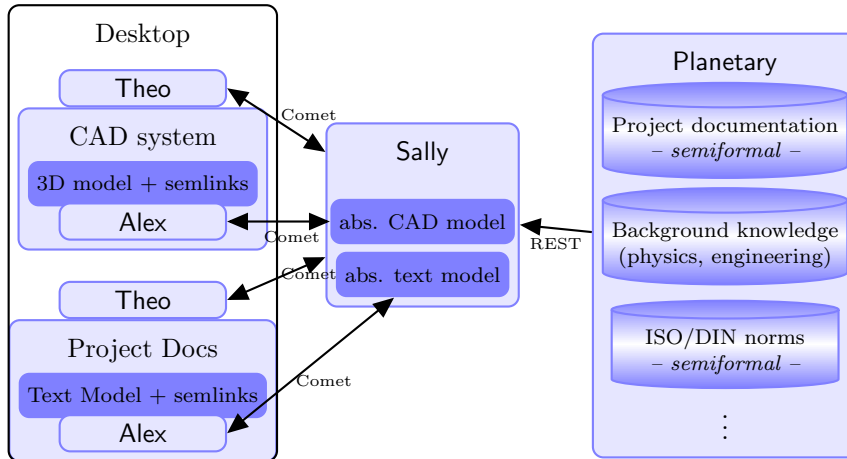 Desktop
Theo
CAD system
3D model + semlinks
Alex
Theo
Project Docs
Text Model + semlinks
Alex
Comet
Comet
Comet
Comet
Sally
abs. CAD model
abs. text model
REST
Planetary
Project documentation
– semiformal –
Background knowledge
(physics, engineering)
ISO/DIN norms
– semiformal –
⋮